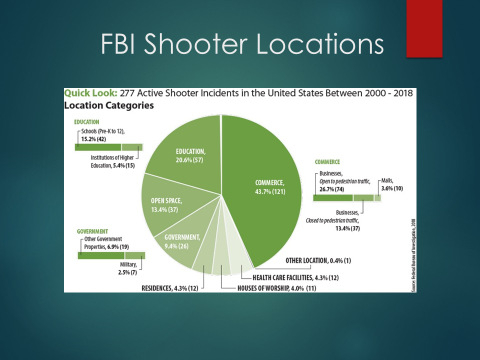 FBI Shooter Locations
Quick Look: 277 Active Shooter Incidents in the United States Between 2000 - 2018
Location Categories
EDUCATION
Schools (Pre-K to 12),
15.2% (42)
Institutions of Higher
Education, 5.4% (15)
EDUCATION,
20.6% (57)
OPEN SPACE,
13.4% (37)
GOVERNMENT,
9.4% (26)
COMMERCE,
43.7% (121)
COMMERCE
Businesses,
Open to pedestrian traffic,
26.7% (74)
Malls,
3.6% (10)
Businesses,
Closed to pedestrian traffic,
13.4% (37)
GOVERNMENT
Other Government
Properties, 6.9% (19)
Military,
2.5% (7)
OTHER LOCATION, 0.4% (1)
HEALTH CARE FACILITIES, 4.3% (12)
RESIDENCES, 4.3% (12)
HOUSES OF WORSHIP, 4.0% (11)
Source: Federal Bureau of Investigation, 2018